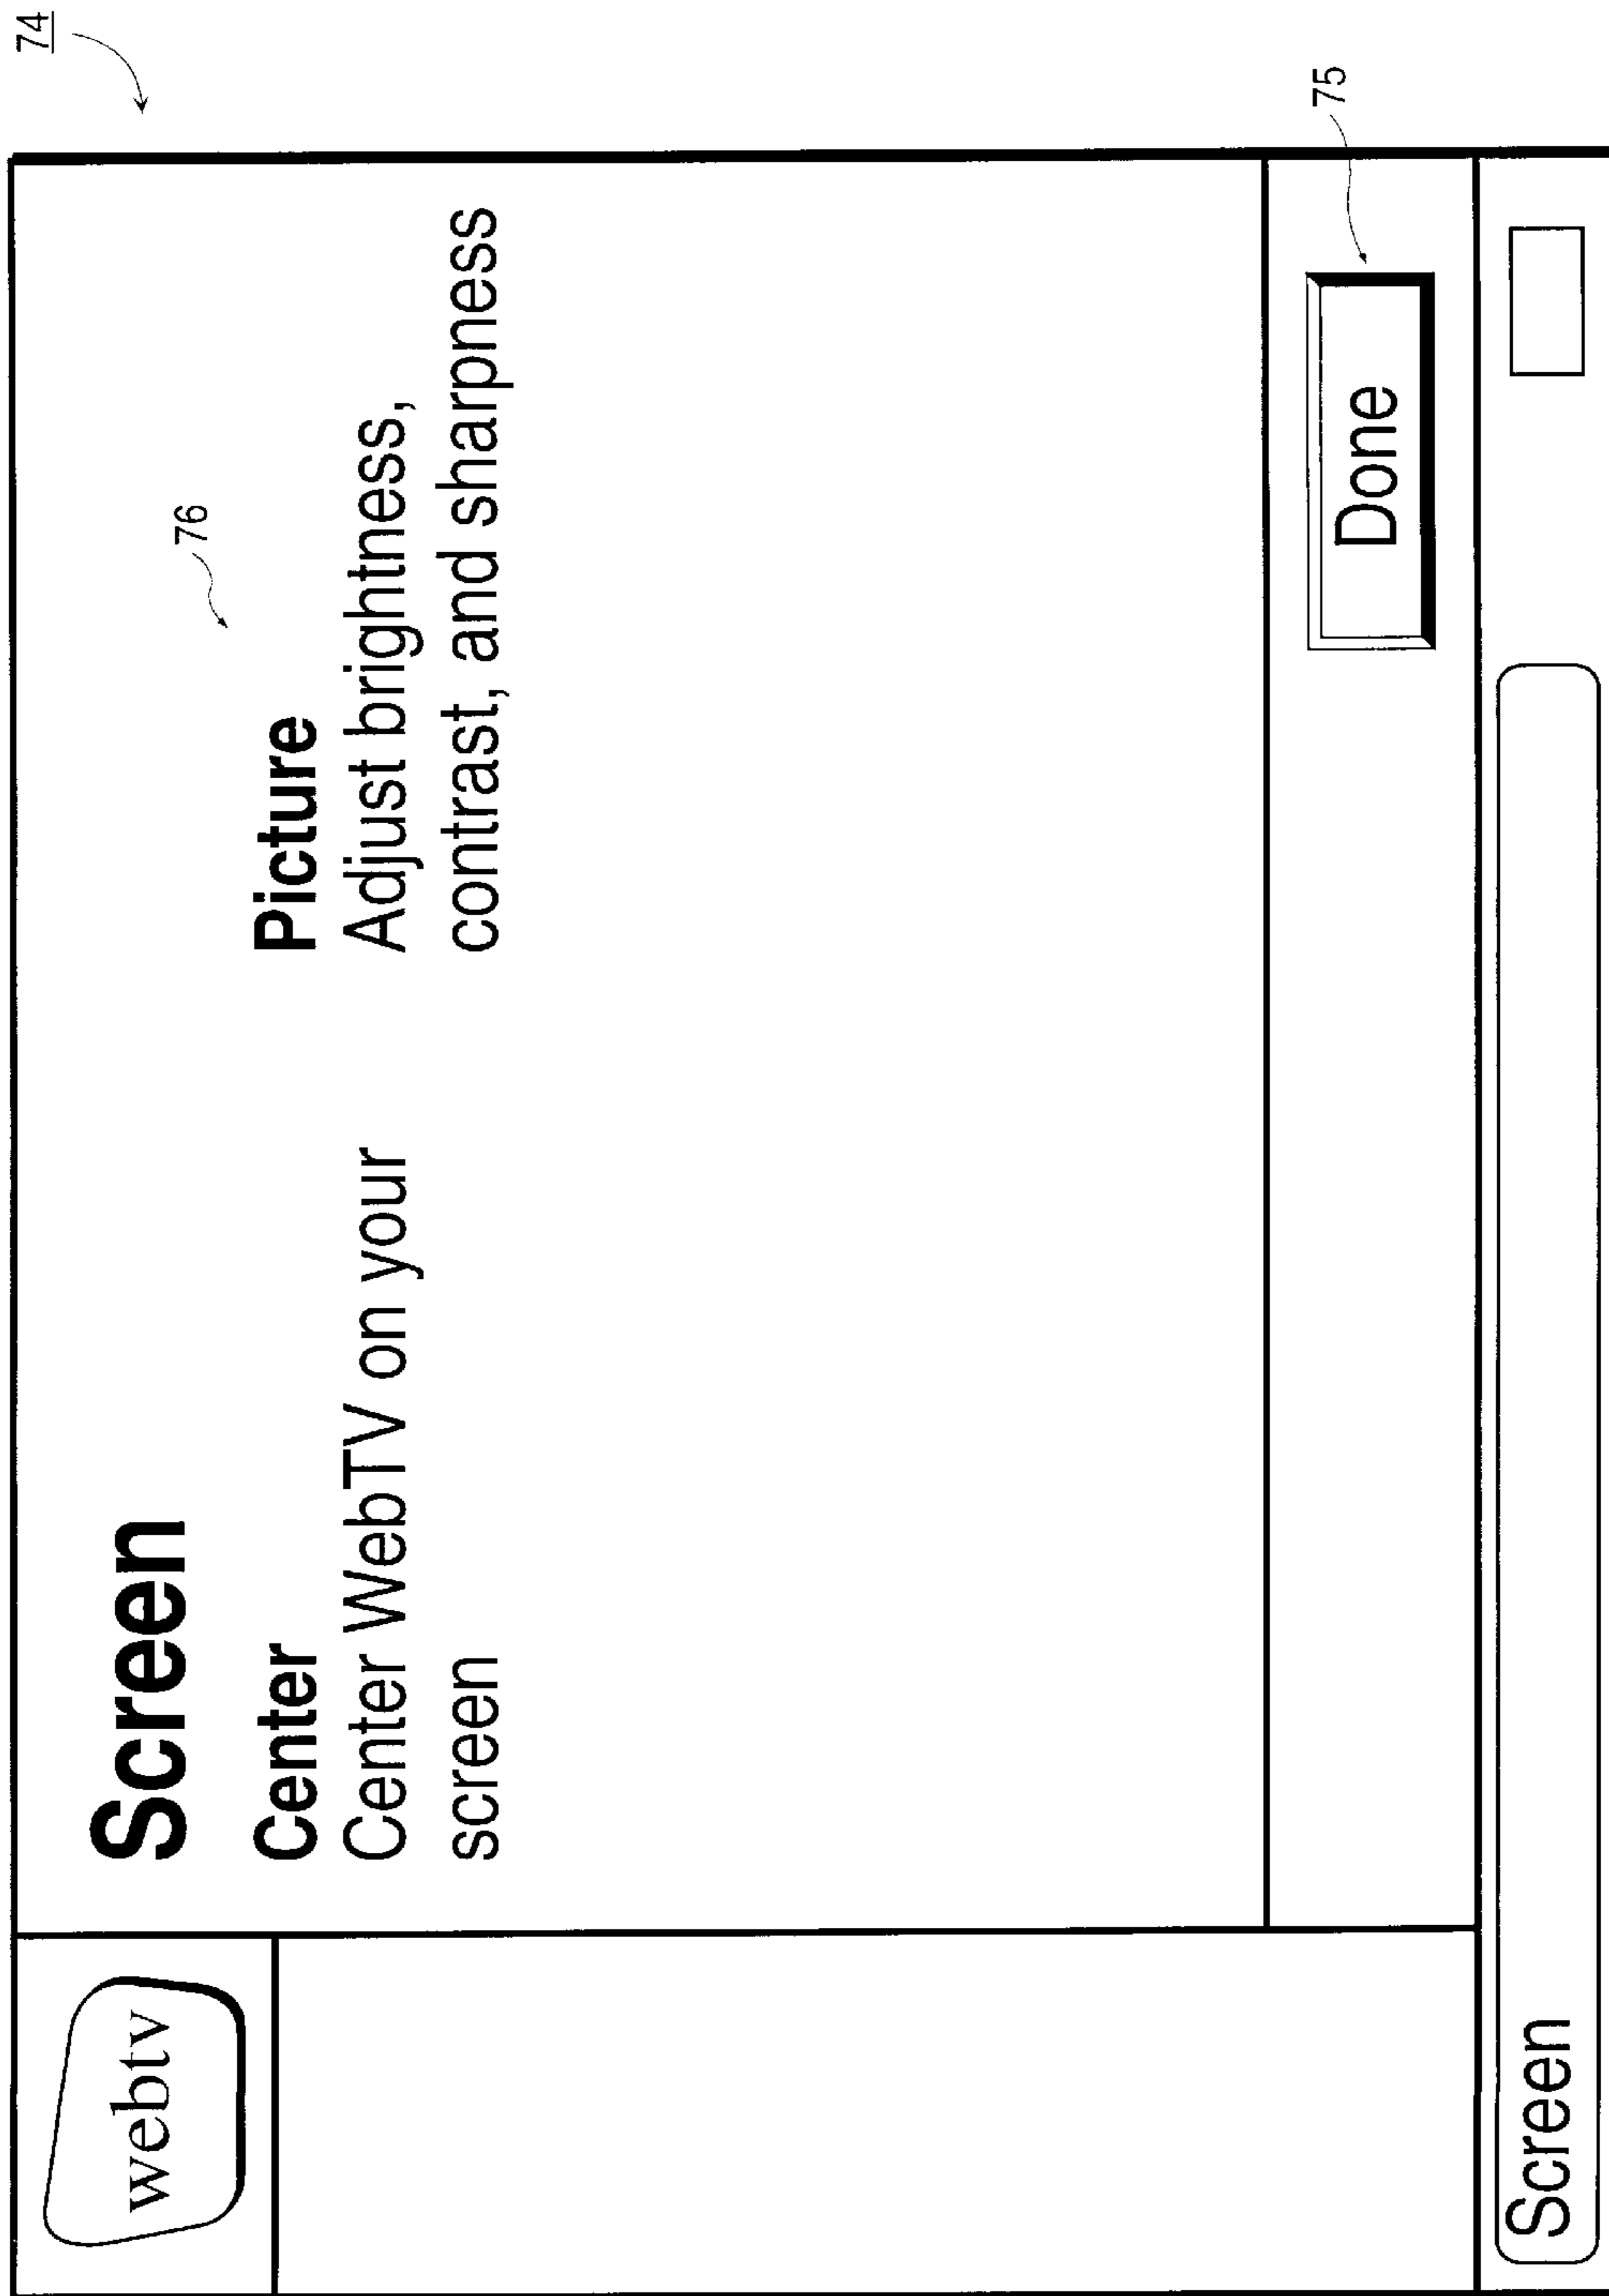 74
webtv
Screen
76
Center
Center WebTV on your
screen
Picture
Adjust brightness,
contrast, and sharpness
75
Done
Screen